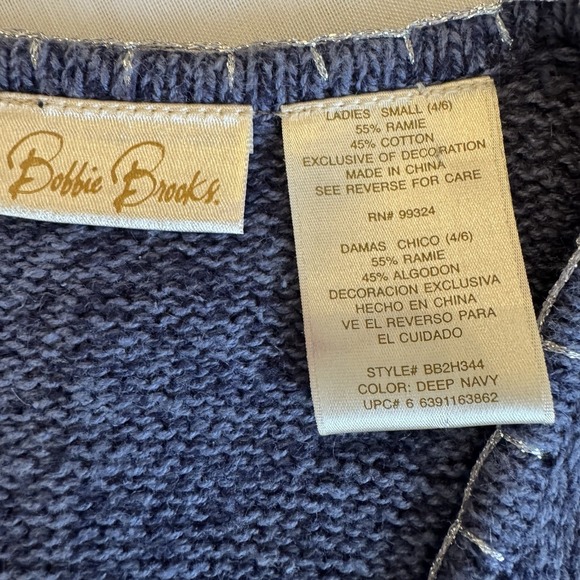 Bobbie Brooks.
LADIES SMALL (4/6)
55% RAMIE
45% COTTON
EXCLUSIVE OF DECORATION
MADE IN CHINA
SEE REVERSE FOR CARE
RN# 99324
DAMAS CHICO (4/6)
55% RAMIE
45% ALGODON
DECORACION EXCLUSIVA
HECHO EN CHINA
VE EL REVERSO PARA
EL CUIDADO
STYLE# BB2H344
COLOR: DEEP NAVY
UPC# 6 6391163862